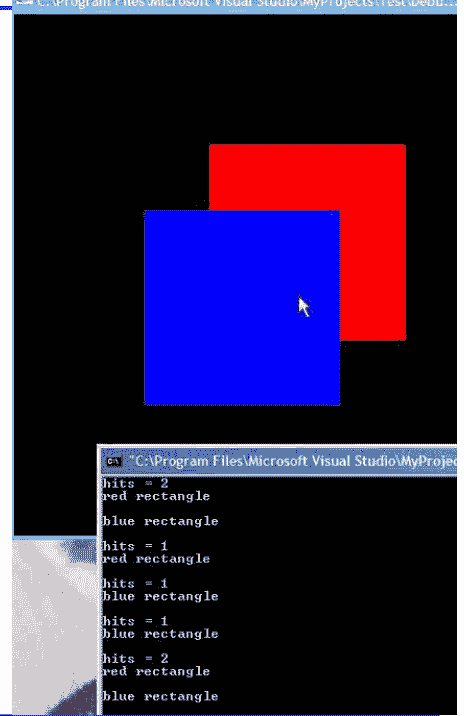 C:\Program Files\Microsoft Visual Studio\MyProjects\Test\Debu...
"C:\Program Files\Microsoft Visual Studio\MyProjec
hits = 2
red rectangle
blue rectangle
hits = 1
red rectangle
hits = 1
blue rectangle
hits = 1
blue rectangle
hits = 2
red rectangle
blue rectangle